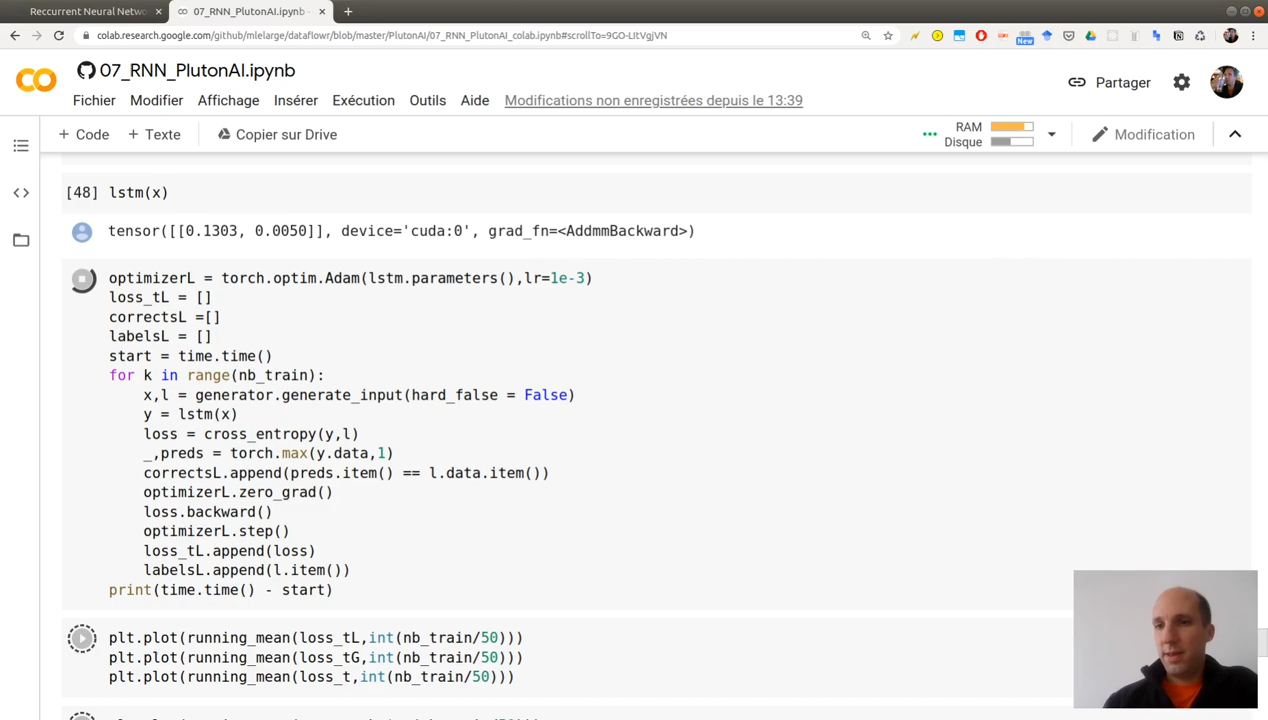 Reccurrent Neural Netwo
07_RNN_PlutonAI.ipynb -
colab.research.google.com/github/mlelarge/dataflowr/blob/master/PlutonAI/07_RNN_PlutonAI_colab.ipynb#scrollTo=9GO-LItVgjVN
New
07_RNN_PlutonAI.ipynb
Partager
Fichier Modifier Affichage Insérer Exécution Outils Aide Modifications non enregistrées depuis le 13:39
+ Code + Texte Copier sur Drive
RAM
Disque
Modification
[48] lstm(x)
tensor([[0.1303, 0.0050]], device='cuda:0', grad_fn=<AddmmBackward>)
optimizerL = torch.optim.Adam(lstm.parameters(),lr=1e-3)
loss_tL = []
correctsL =[]
labelsL = []
start = time.time()
for k in range(nb_train):
x,l = generator.generate_input(hard_false = False)
y = lstm(x)
loss = cross_entropy(y,l)
_,preds = torch.max(y.data,1)
correctsL.append(preds.item() == l.data.item())
optimizerL.zero_grad()
loss.backward()
optimizerL.step()
loss_tL.append(loss)
labelsL.append(l.item())
print(time.time() - start)
plt.plot(running_mean(loss_tL,int(nb_train/50)))
plt.plot(running_mean(loss_tG,int(nb_train/50)))
plt.plot(running_mean(loss_t,int(nb_train/50)))